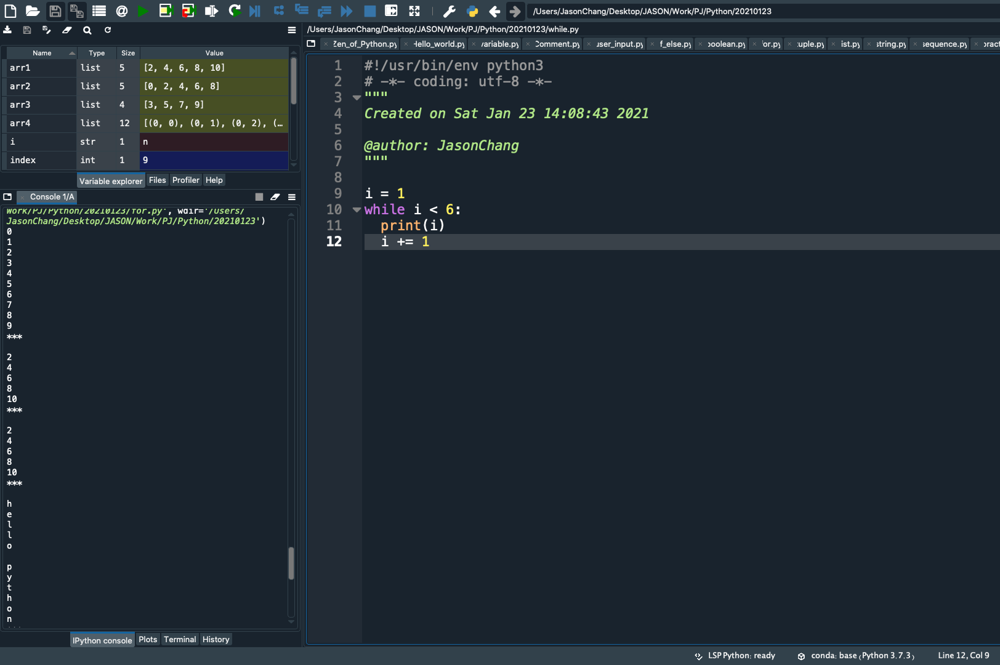 /Users/JasonChang/Desktop/JASON/Work/PJ/Python/20210123
Name Type Size Value
arr1 list 5 [2, 4, 6, 8, 10]
arr2 list 5 [0, 2, 4, 6, 8]
arr3 list 4 [3, 5, 7, 9]
arr4 list 12 [(0, 0), (0, 1), (0, 2), (…
i str 1 n
index int 1 9
Variable explorer Files Profiler Help
Console 1/A
Work/PJ/Python/20210123/for.py', wdir='/Users/
JasonChang/Desktop/JASON/Work/PJ/Python/20210123')
0
1
2
3
4
5
6
7
8
9
***
2
4
6
8
10
***
2
4
6
8
10
***
h
e
l
l
o
p
y
t
h
o
n
IPython console Plots Terminal History
/Users/JasonChang/Desktop/JASON/Work/PJ/Python/20210123/while.py
Zen_of_Python.py Hello_world.py variable.py Comment.py user_input.py f_else.py boolean.py for.py tuple.py ist.py string.py sequence.py pract
1 #!/usr/bin/env python3
2 # -*- coding: utf-8 -*-
3 """
4 Created on Sat Jan 23 14:08:43 2021
5
6 @author: JasonChang
7 """
8
9 i = 1
10 while i < 6:
11 print(i)
12 i += 1
LSP Python: ready conda: base (Python 3.7.3) Line 12, Col 9